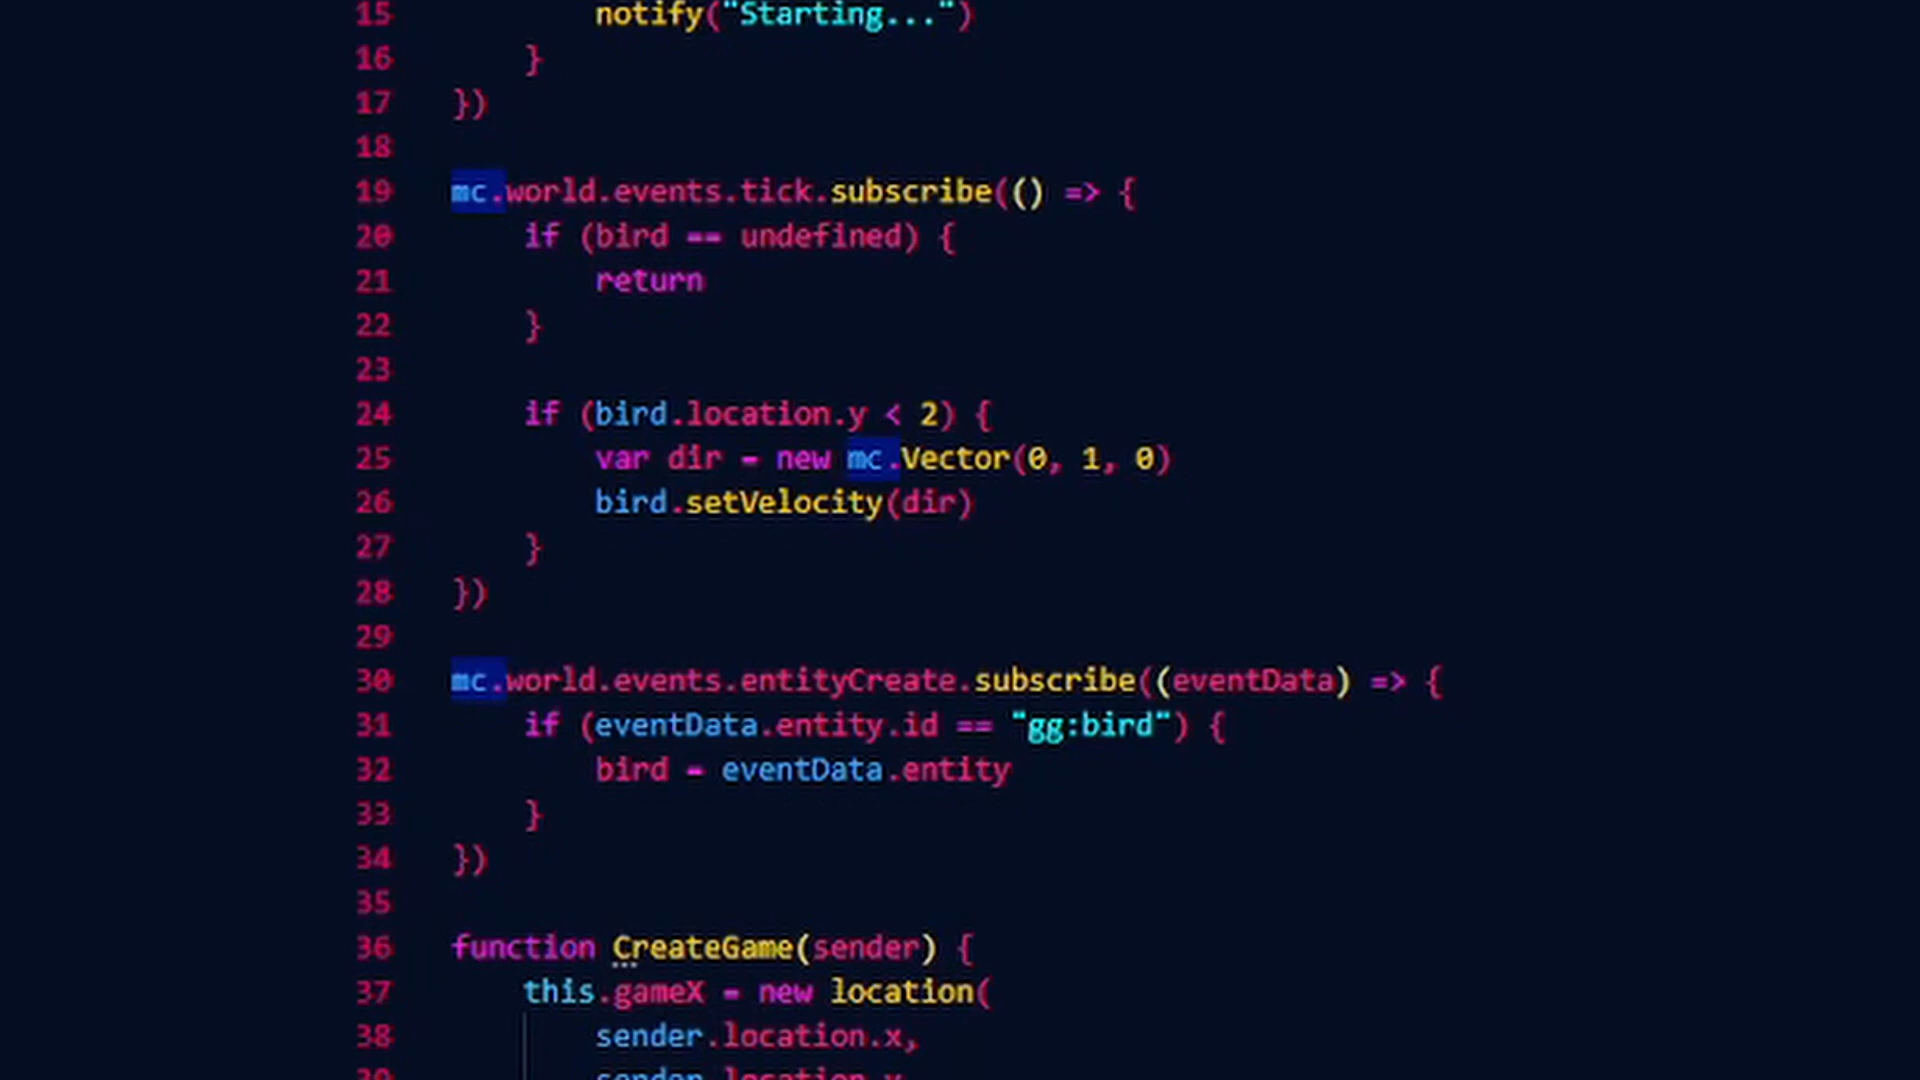 15 notify("Starting...")
16 }
17 })
18
19 mc.world.events.tick.subscribe(() => {
20 if (bird == undefined) {
21 return
22 }
23
24 if (bird.location.y < 2) {
25 var dir = new mc.Vector(0, 1, 0)
26 bird.setVelocity(dir)
27 }
28 })
29
30 mc.world.events.entityCreate.subscribe((eventData) => {
31 if (eventData.entity.id == "gg:bird") {
32 bird = eventData.entity
33 }
34 })
35
36 function CreateGame(sender) {
37 this.gameX = new location(
38 sender.location.x,
39 sender.location.